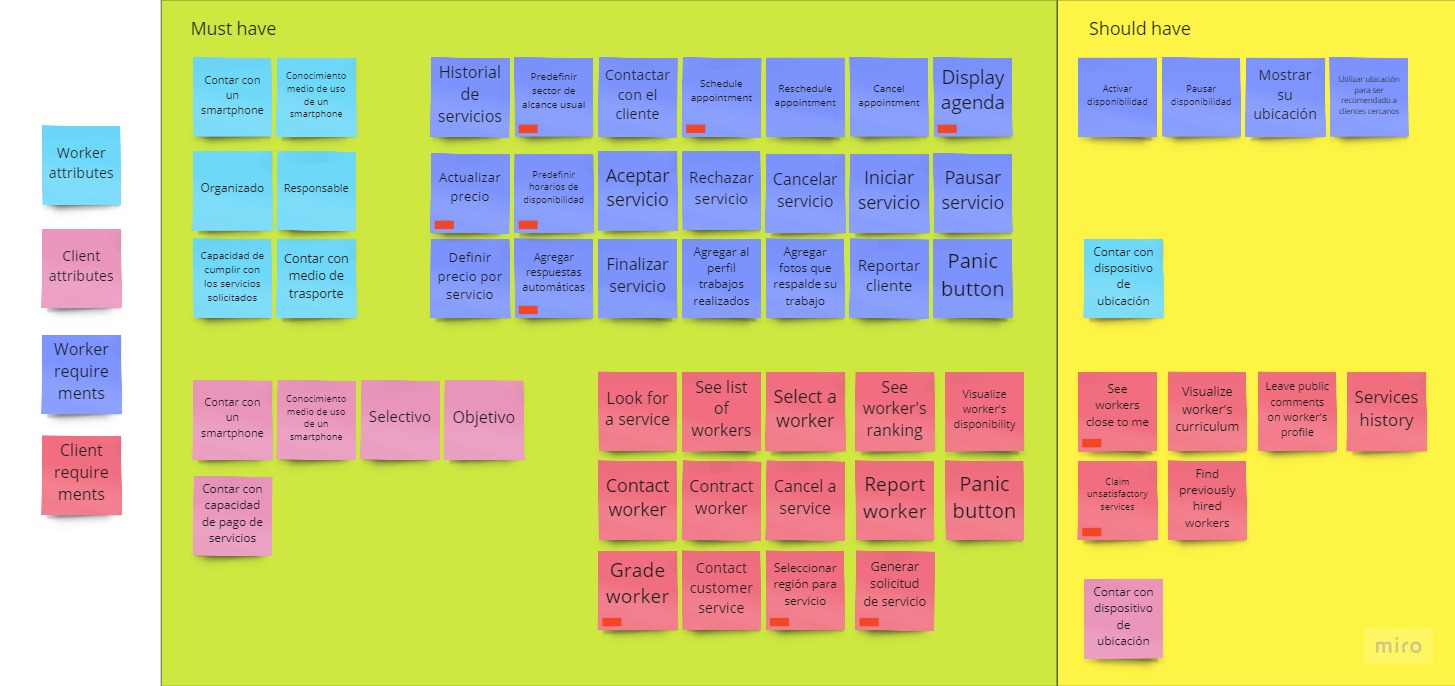 Worker
attributes
Client
attributes
Worker
require
ments
Client
require
ments
Must have
Contar con
un
smartphone
Conocimiento
medio de uso
de un
smartphone
Organizado
Responsable
Capacidad de
cumplir con
los servicios
solicitados
Contar con
medio de
trasporte
Historial
de
servicios
Predefinir
sector de
alcance usual
Contactar
con el
cliente
Schedule
appointment
Reschedule
appointment
Cancel
appointment
Display
agenda
Actualizar
precio
Predefinir
horarios de
disponibilidad
Aceptar
servicio
Rechazar
servicio
Cancelar
servicio
Iniciar
servicio
Pausar
servicio
Definir
precio por
servicio
Agregar
respuestas
automáticas
Finalizar
servicio
Agregar al
perfil
trabajos
realizados
Agregar
fotos que
respalde su
trabajo
Reportar
cliente
Panic
button
Contar con
un
smartphone
Conocimiento
medio de uso
de un
smartphone
Selectivo
Objetivo
Contar con
capacidad
de pago de
servicios
Look for
a service
See list
of
workers
Select a
worker
See
worker's
ranking
Visualize
worker's
disponibility
Contact
worker
Contract
worker
Cancel a
service
Report
worker
Panic
button
Grade
worker
Contact
customer
service
Seleccionar
región para
servicio
Generar
solicitud
de servicio
Should have
Activar
disponibilidad
Pausar
disponibilidad
Mostrar
su
ubicación
Utilizar ubicación
para ser
recomendado a
clientes cercanos
Contar con
dispositivo
de
ubicación
See
workers
close to me
Visualize
worker's
curriculum
Leave public
comments
on worker's
profile
Services
history
Claim
unsatisfactory
services
Find
previously
hired
workers
Contar con
dispositivo
de
ubicación
miro